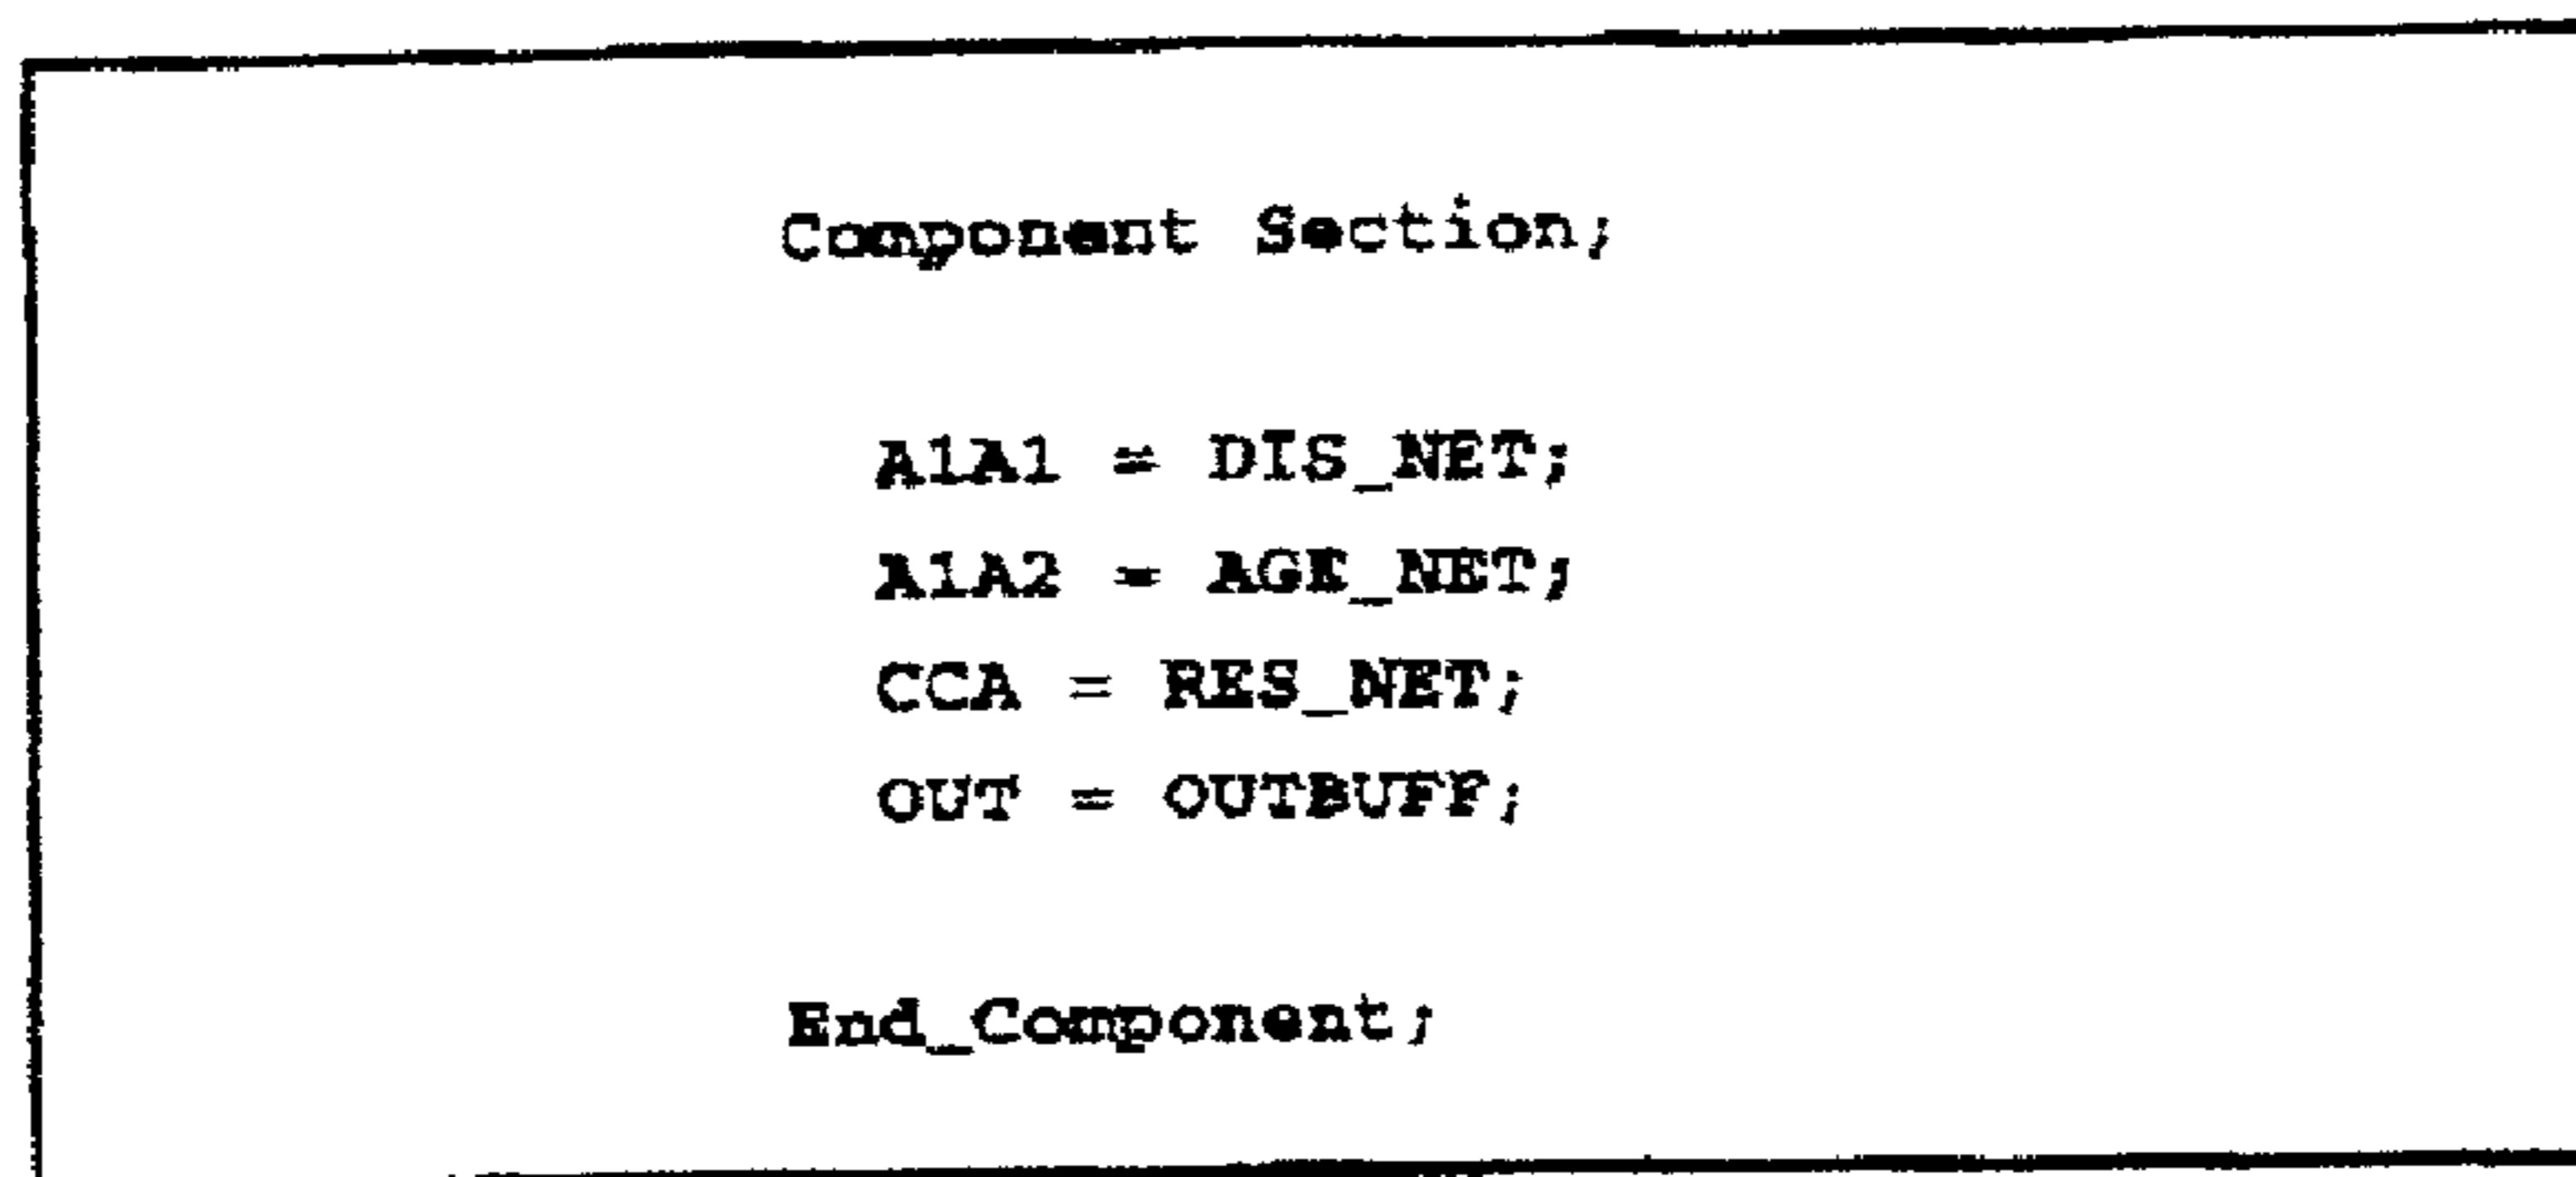 Component Section;
A1A1 = DIS_NET;
A1A2 = AGE_NET;
CCA = RES_NET;
OUT = OUTBUFF;
End_Component;